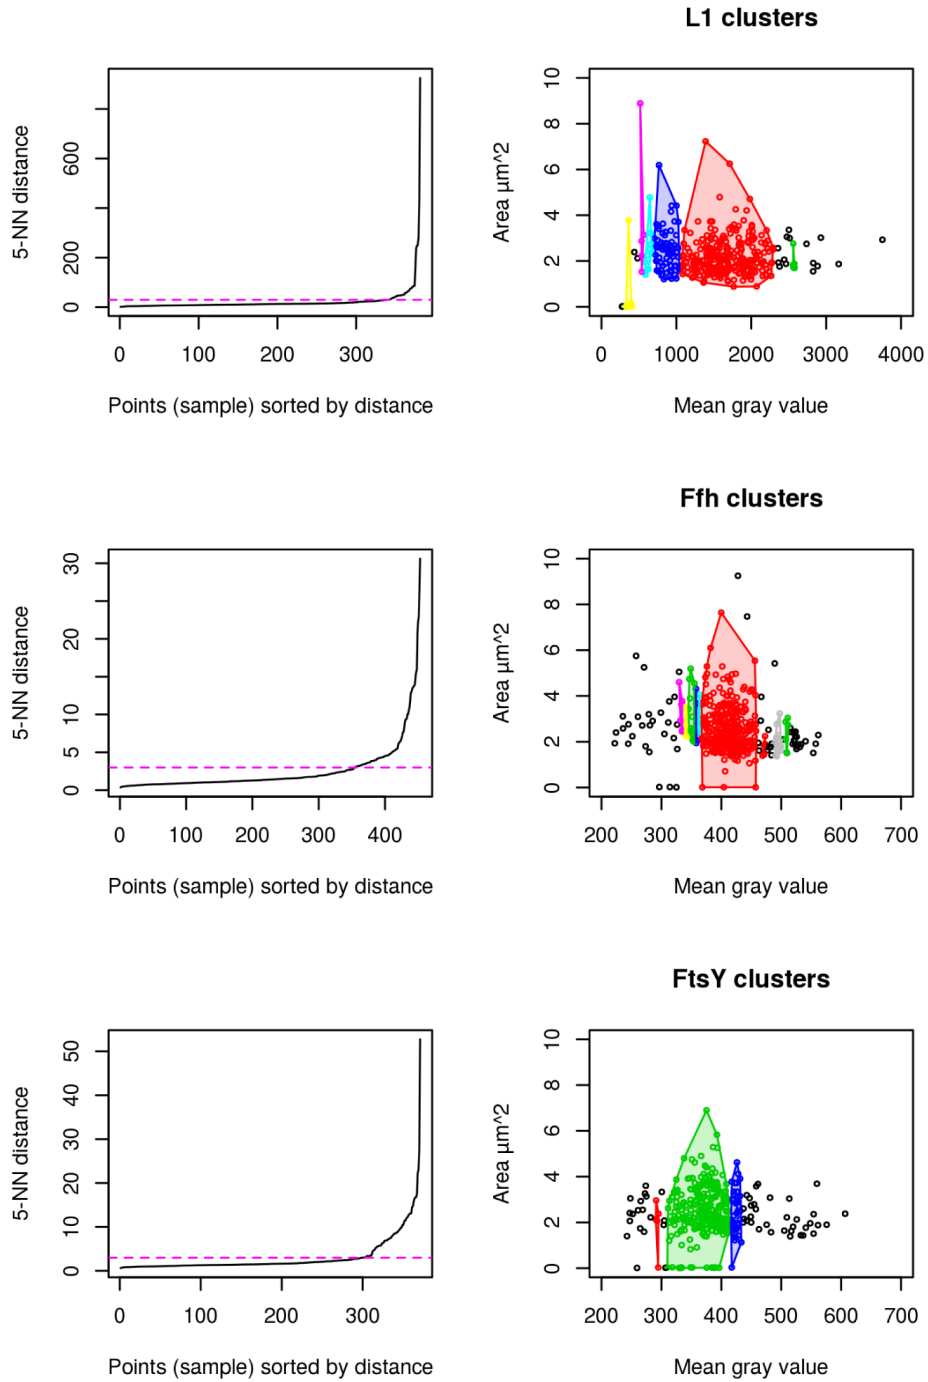 L1 clusters
5-NN distance
0 200 600
0 100 200 300
Points (sample) sorted by distance
Area µm^2
0 2 4 6 8 10
0 1000 2000 3000 4000
Mean gray value
Ffh clusters
5-NN distance
0 5 10 20 30
0 100 200 300 400
Points (sample) sorted by distance
Area µm^2
0 2 4 6 8 10
200 300 400 500 600 700
Mean gray value
FtsY clusters
5-NN distance
0 10 20 30 40 50
0 100 200 300
Points (sample) sorted by distance
Area µm^2
0 2 4 6 8 10
200 300 400 500 600 700
Mean gray value